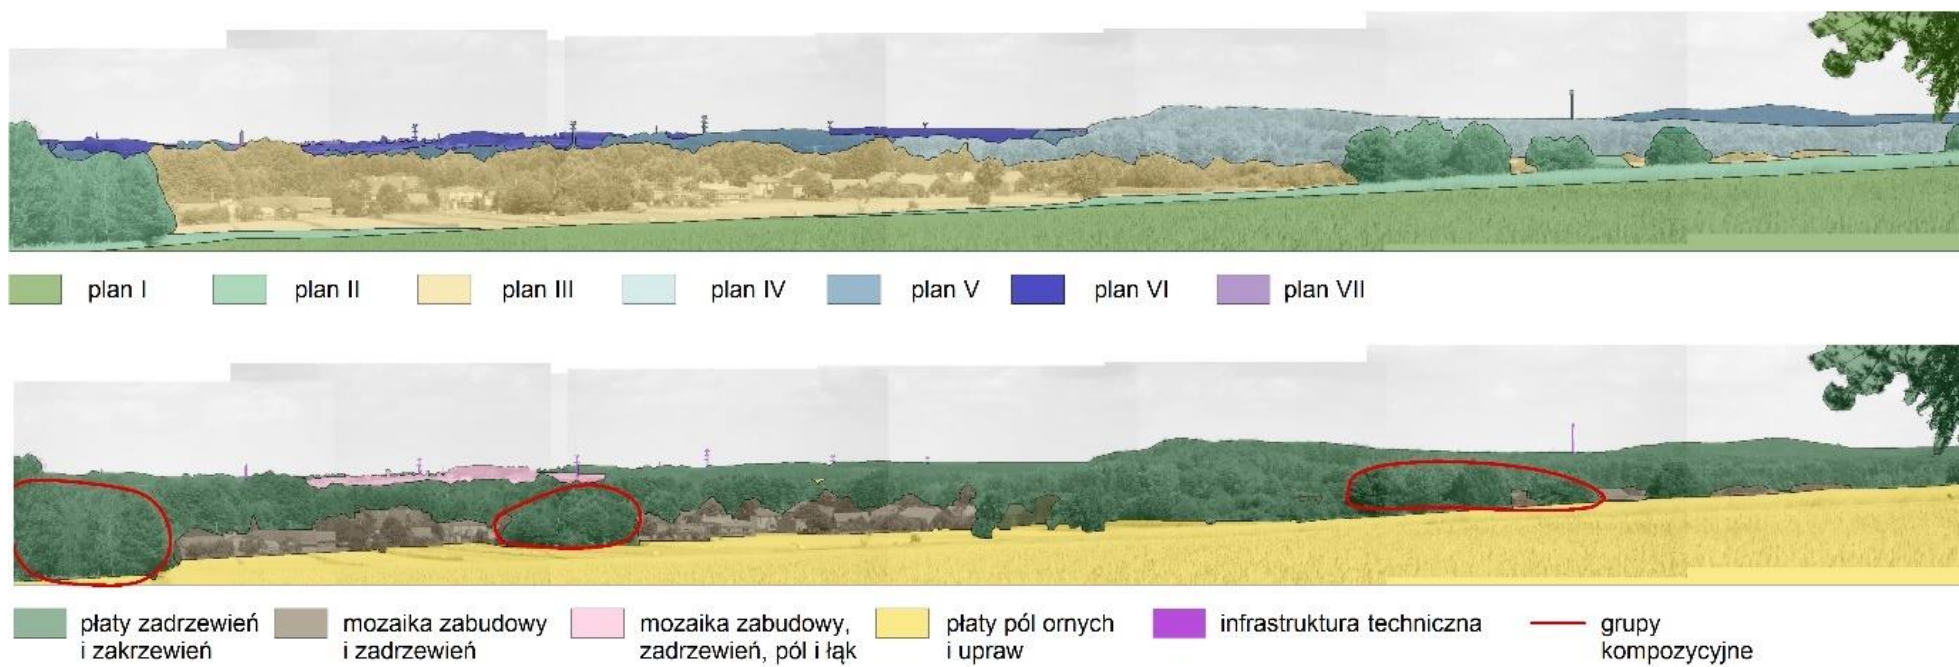 plan I
plan II
plan III
plan IV
plan V
plan VI
plan VII
płaty zadrzewień
i zakrzewień
mozaika zabudowy
i zadrzewień
mozaika zabudowy,
zadrzewień, pól i łąk
płaty pól ornych
i upraw
infrastruktura techniczna
grupy
kompozycyjne